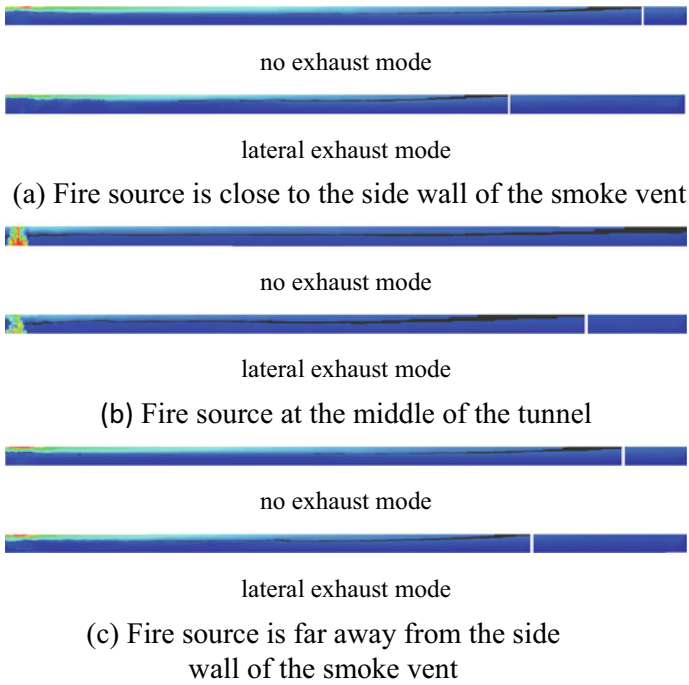 no exhaust mode
lateral exhaust mode
(a) Fire source is close to the side wall of the smoke vent
no exhaust mode
lateral exhaust mode
(b) Fire source at the middle of the tunnel
no exhaust mode
lateral exhaust mode
(c) Fire source is far away from the side
wall of the smoke vent